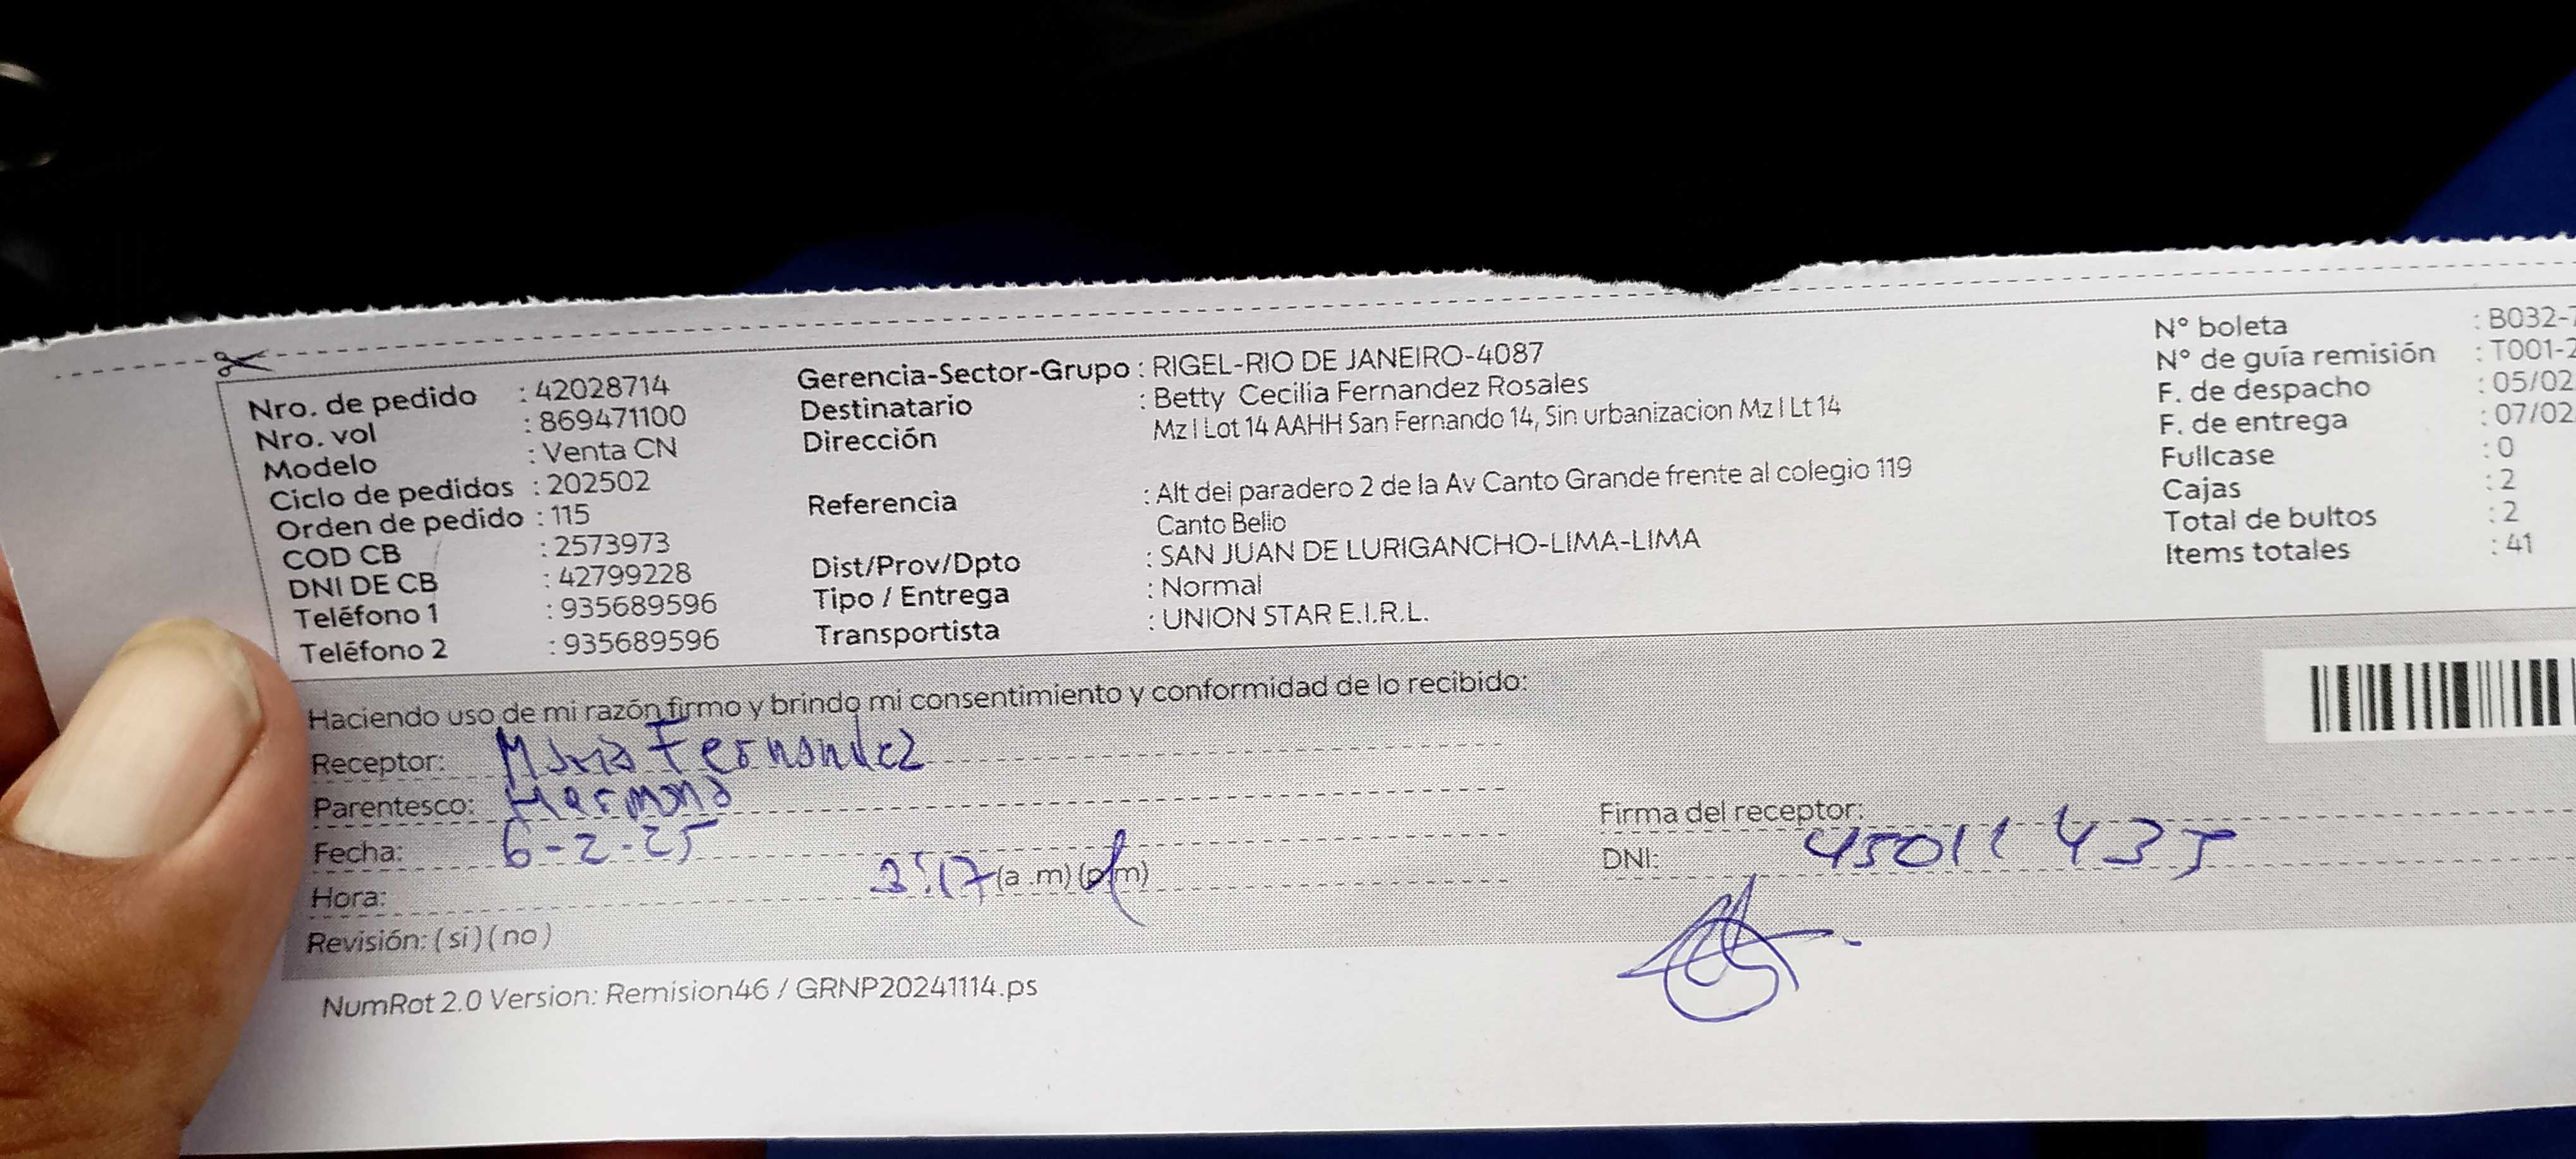 Nro. de pedido : 42028714
Nro. vol : 869471100
Modelo : Venta CN
Ciclo de pedidos : 202502
Orden de pedido : 115
COD CB : 2573973
DNI DE CB : 42799228
Teléfono 1 : 935689596
Teléfono 2 : 935689596
Gerencia-Sector-Grupo : RIGEL-RIO DE JANEIRO-4087
Destinatario : Betty Cecilia Fernandez Rosales
Dirección Mz I Lot 14 AAHH San Fernando 14, Sin urbanizacion Mz I Lt 14
Referencia : Alt del paradero 2 de la Av Canto Grande frente al colegio 119
Canto Bello
Dist/Prov/Dpto : SAN JUAN DE LURIGANCHO-LIMA-LIMA
Tipo / Entrega : Normal
Transportista : UNION STAR E.I.R.L.
N° boleta : B032-
N° de guía remisión : T001-2
F. de despacho : 05/02
F. de entrega : 07/02
Fullcase : 0
Cajas : 2
Total de bultos : 2
Items totales : 41
Haciendo uso de mi razón firmo y brindo mi consentimiento y conformidad de lo recibido:
Receptor: Maria Fernandez
Parentesco: Hermana
Fecha: 6-2-25
Hora: :17 (a .m) (p.m)
Revisión: ( si ) ( no )
Firma del receptor:
DNI: 45011435
NumRot 2.0 Version: Remision46 / GRNP20241114.ps